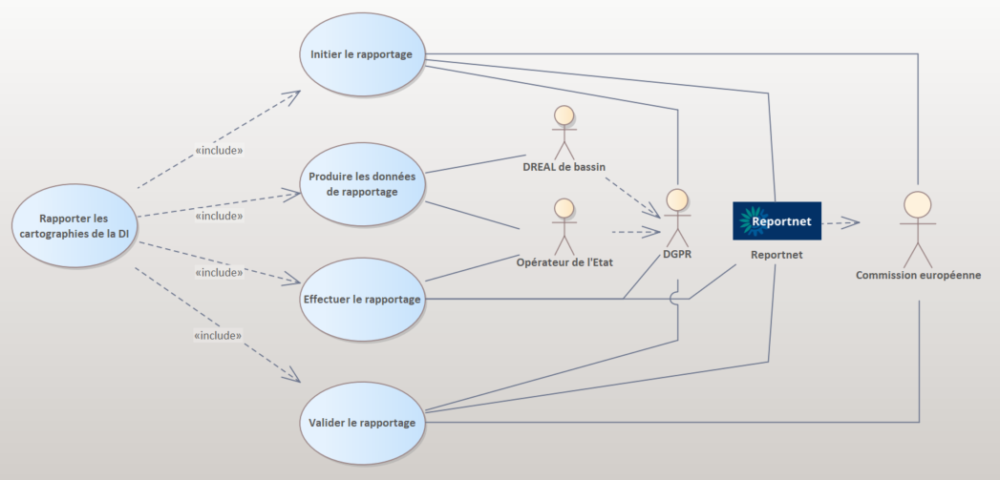 Initier le rapportage
«include»
DREAL de bassin
Produire les données
de rapportage
«include»
Rapporter les
cartographies de la DI
Reportnet
Opérateur de l'Etat
DGPR
Reportnet
Commission européenne
«include»
Effectuer le rapportage
«include»
Valider le rapportage